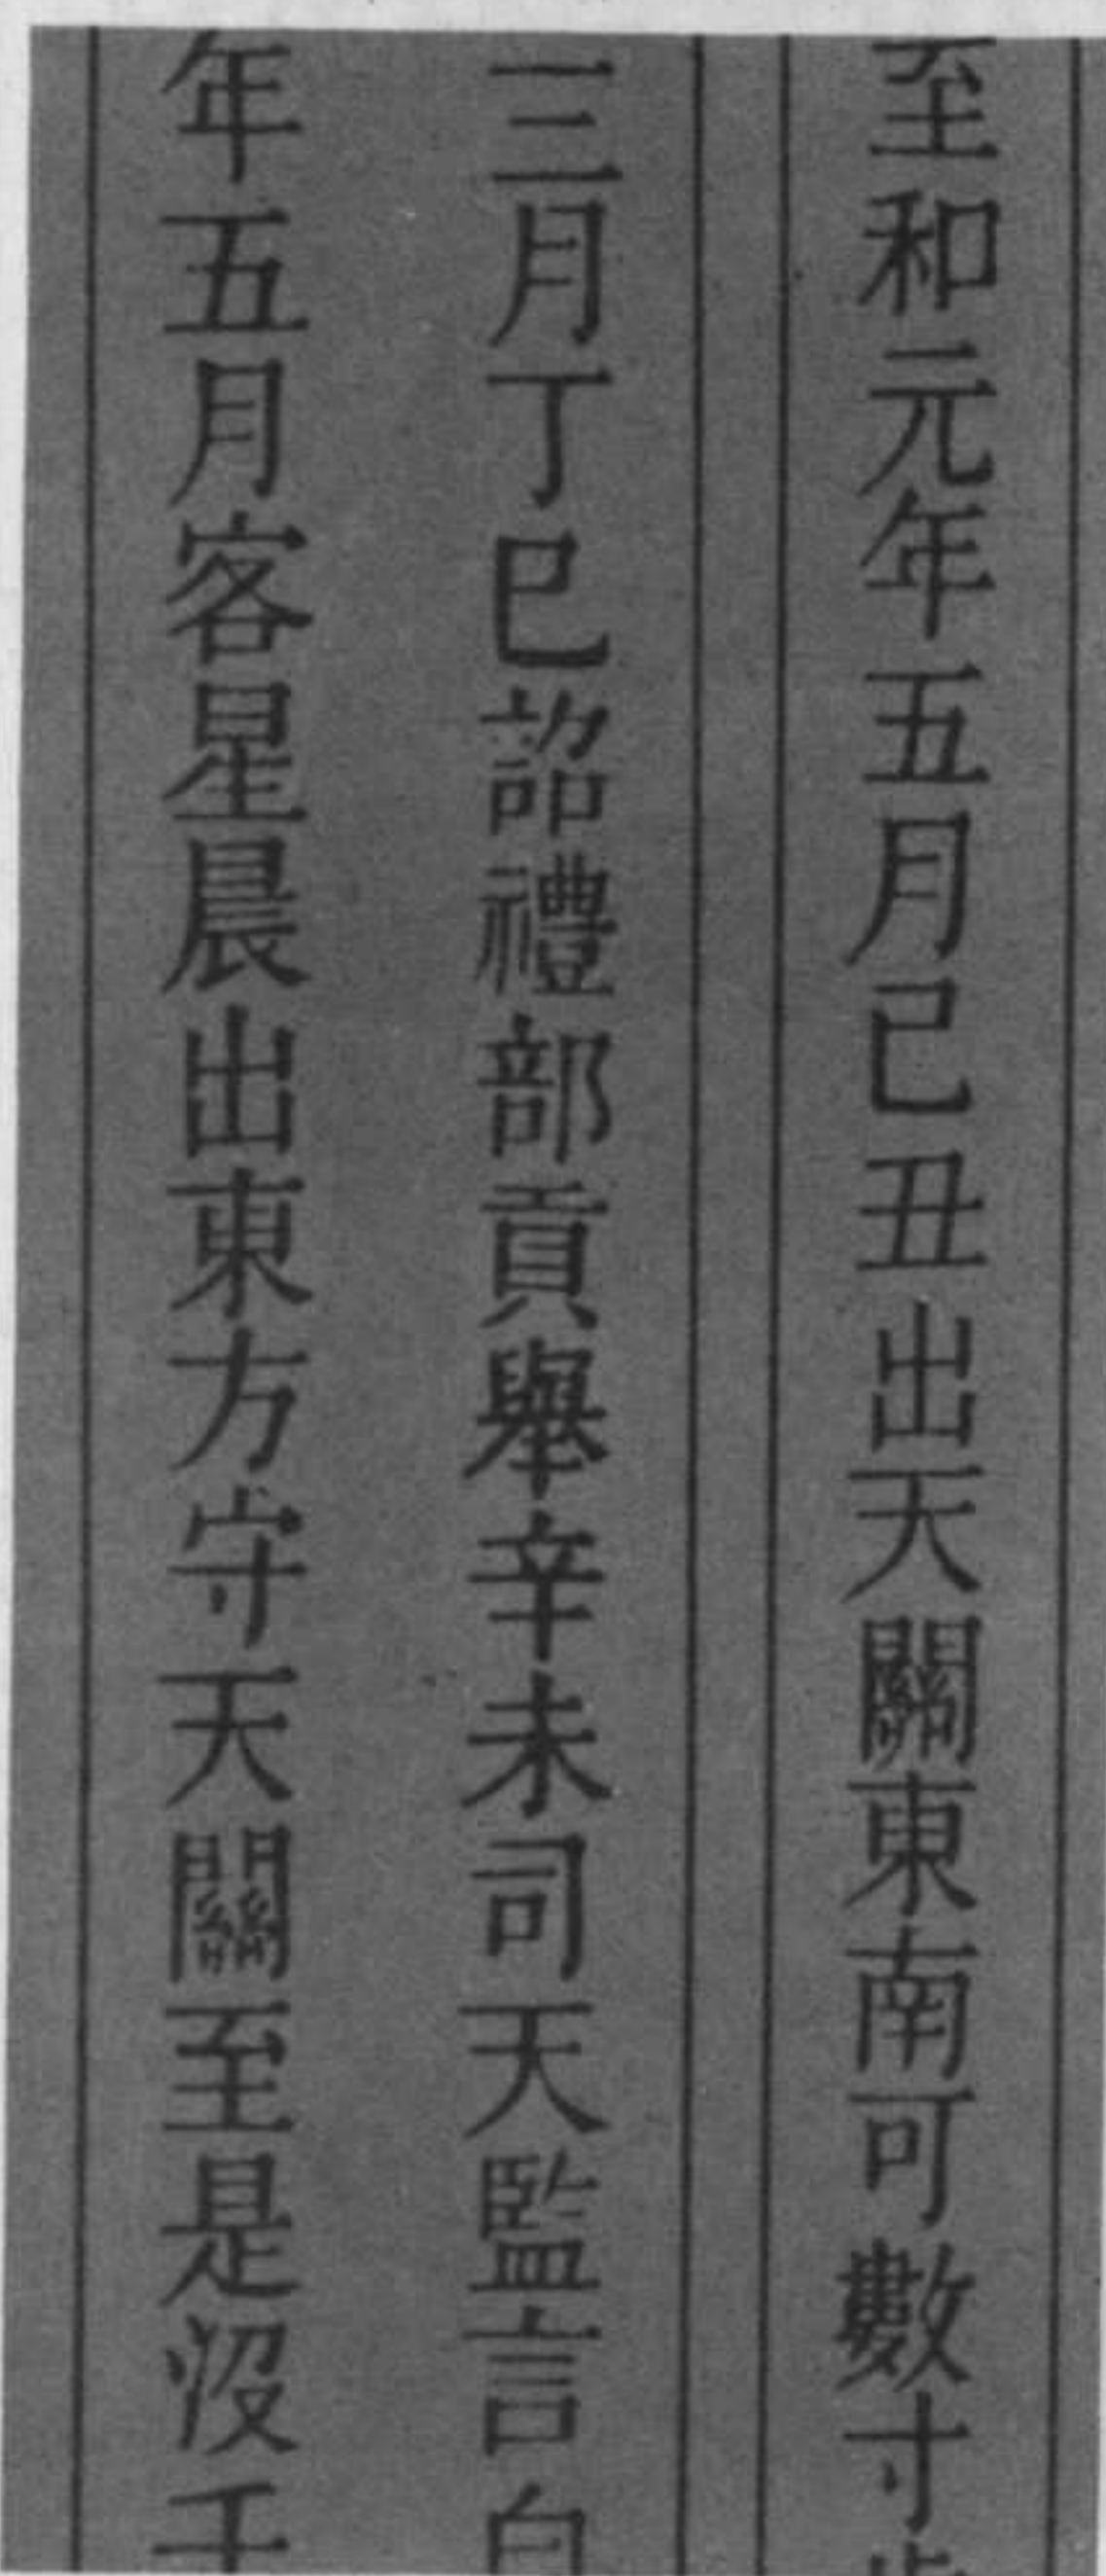 至和元年五月己丑出天關東南可數寸
三月丁巳詔禮部貢舉辛未司天監言自
年五月客星晨出東方守天關至是沒